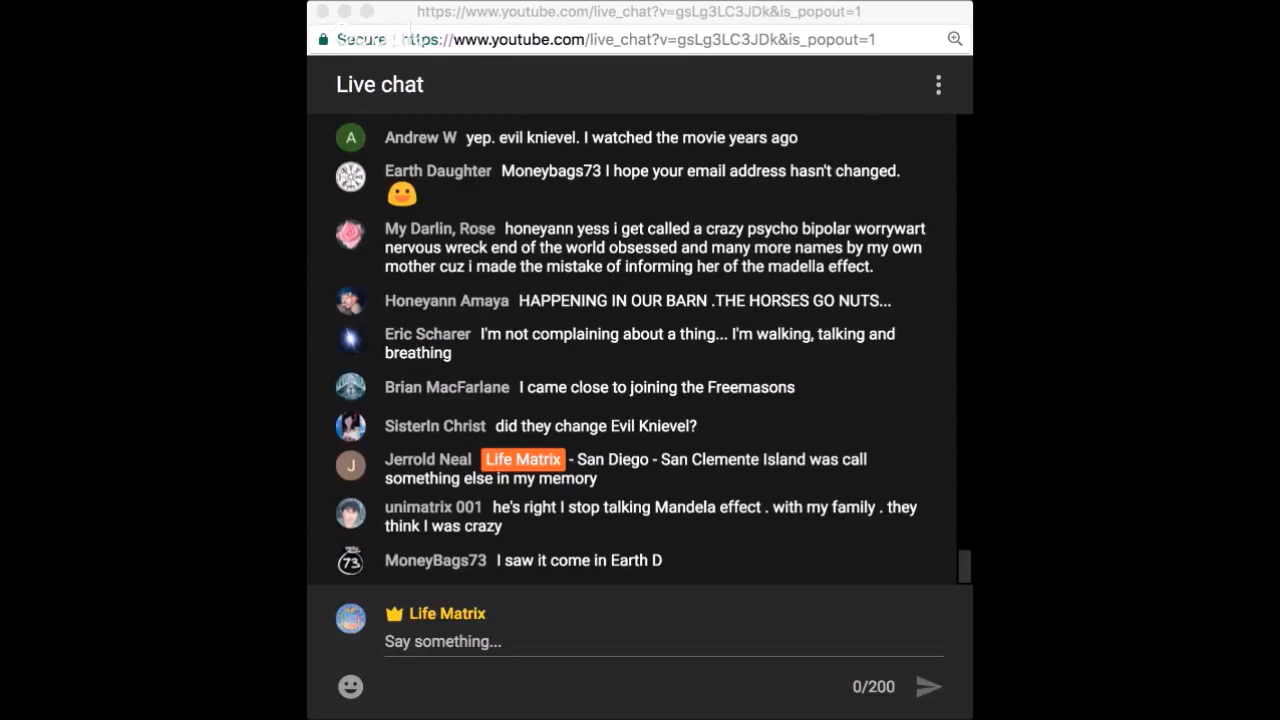 https://www.youtube.com/live_chat?v=gsLg3LC3JDk&is_popout=1
Secure https://www.youtube.com/live_chat?v=gsLg3LC3JDk&is_popout=1
Live chat
A Andrew W yep. evil knievel. I watched the movie years ago
Earth Daughter Moneybags73 I hope your email address hasn't changed.
My Darlin, Rose honeyann yess i get called a crazy psycho bipolar worrywart
nervous wreck end of the world obsessed and many more names by my own
mother cuz i made the mistake of informing her of the madella effect.
Honeyann Amaya HAPPENING IN OUR BARN .THE HORSES GO NUTS...
Eric Scharer I'm not complaining about a thing... I'm walking, talking and
breathing
Brian MacFarlane I came close to joining the Freemasons
SisterIn Christ did they change Evil Knievel?
J Jerrold Neal Life Matrix - San Diego - San Clemente Island was call
something else in my memory
unimatrix 001 he's right I stop talking Mandela effect . with my family . they
think I was crazy
73 MoneyBags73 I saw it come in Earth D
Life Matrix
Say something...
0/200